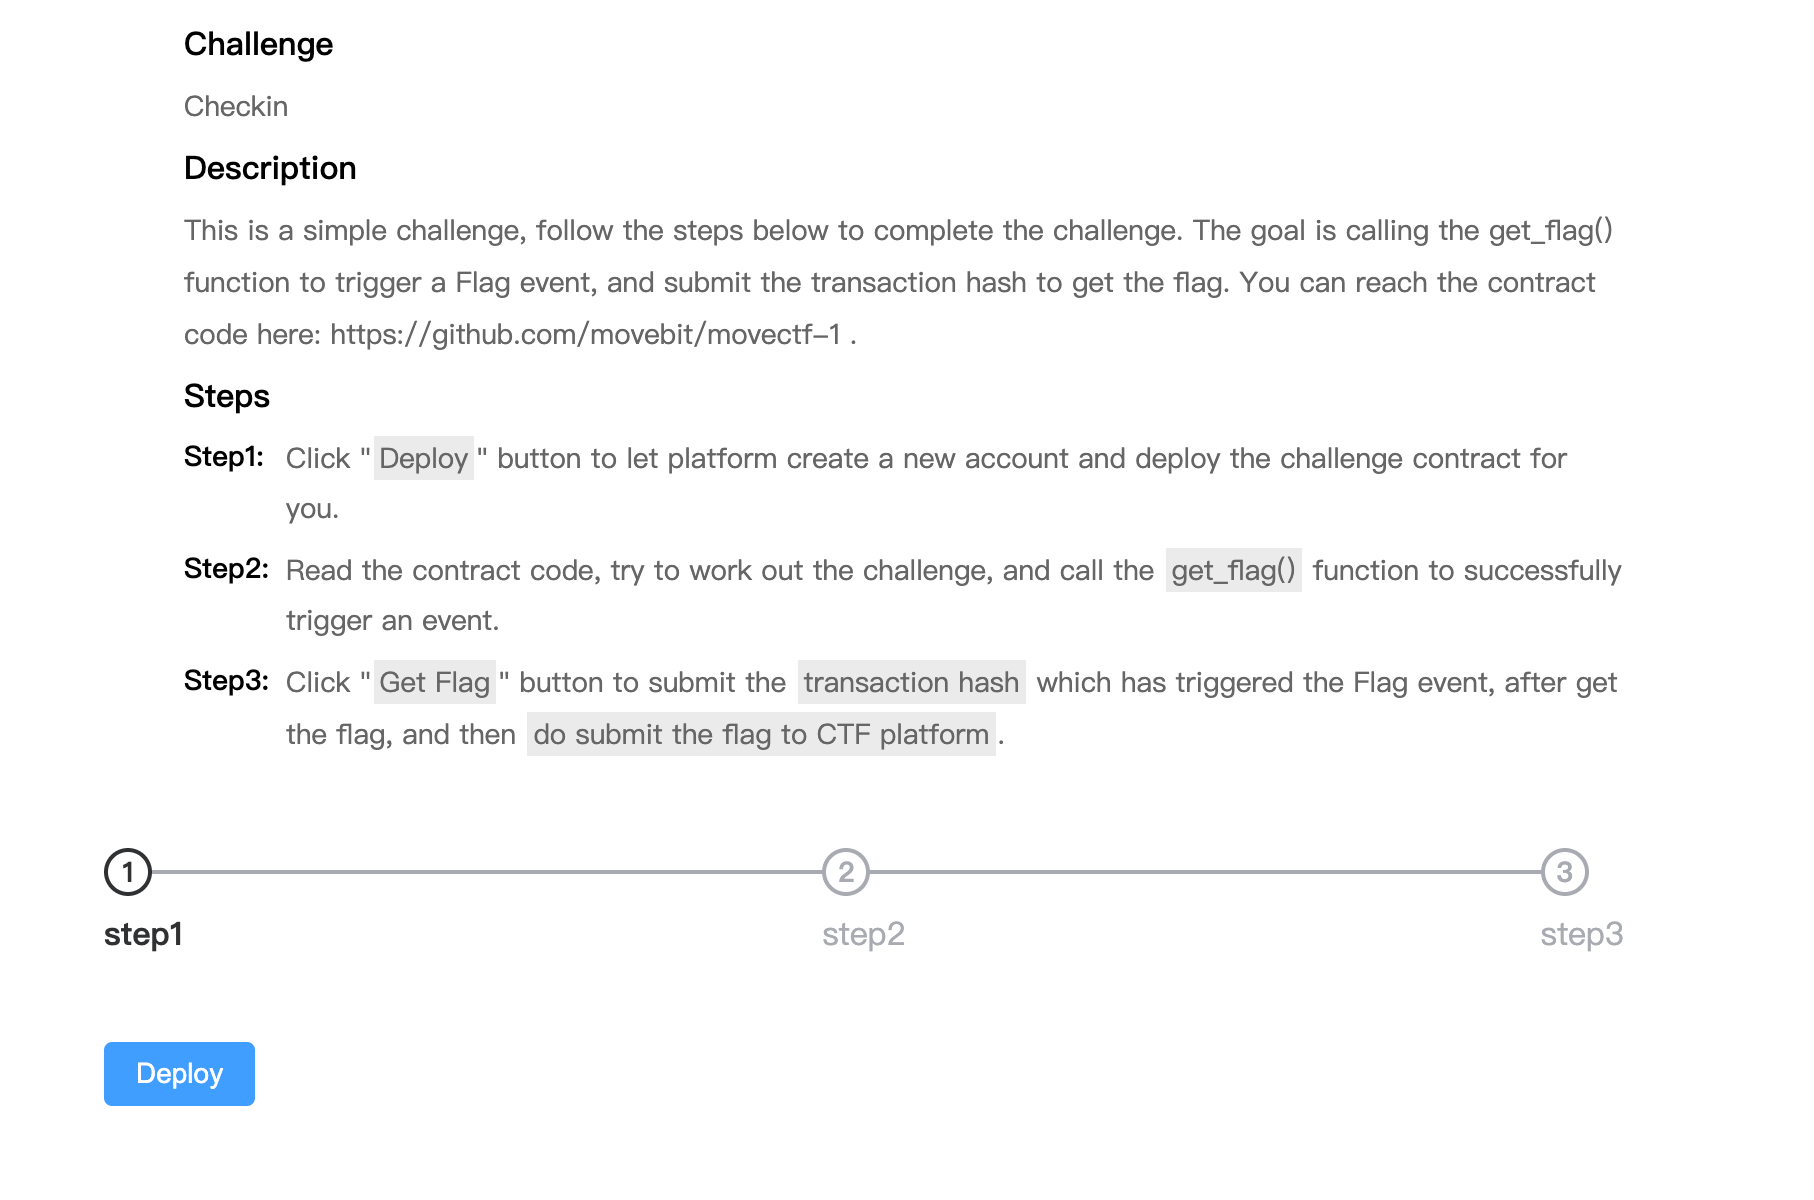 Challenge
Checkin
Description
This is a simple challenge, follow the steps below to complete the challenge. The goal is calling the get_flag()
function to trigger a Flag event, and submit the transaction hash to get the flag. You can reach the contract
code here: https://github.com/movebit/movectf-1 .
Steps
Step1: Click "Deploy" button to let platform create a new account and deploy the challenge contract for
you.
Step2: Read the contract code, try to work out the challenge, and call the get_flag() function to successfully
trigger an event.
Step3: Click "Get Flag" button to submit the transaction hash which has triggered the Flag event, after get
the flag, and then do submit the flag to CTF platform.
1 2 3
step1 step2 step3
Deploy